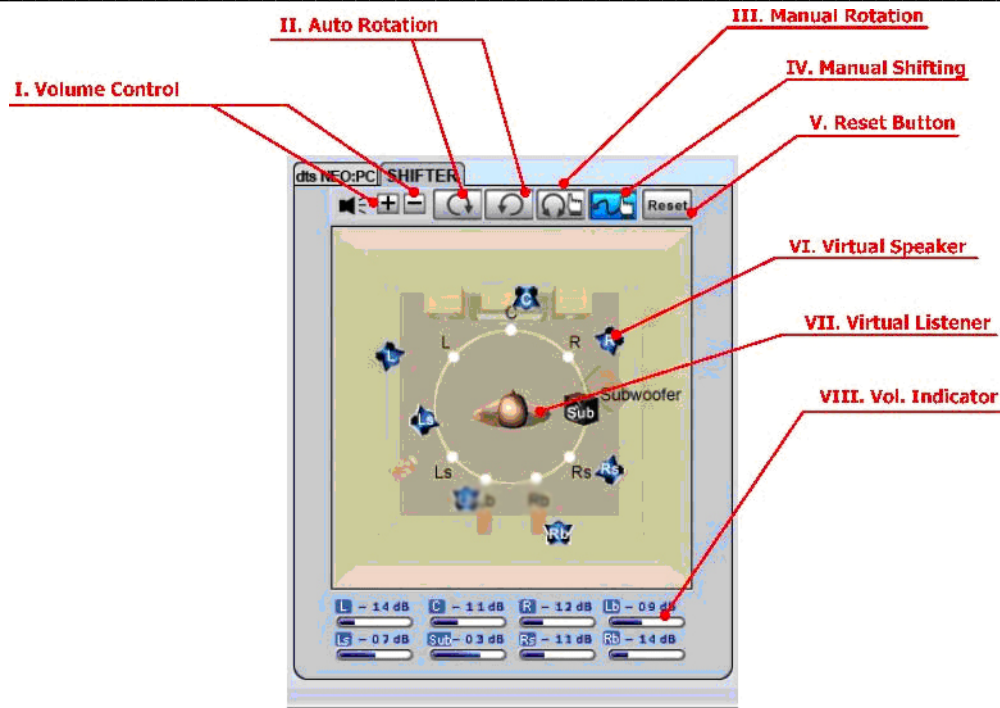 III. Manual Rotation
II. Auto Rotation
IV. Manual Shifting
I. Volume Control
V. Reset Button
dts NEO:PC SHIFTER
Reset
VI. Virtual Speaker
C
C
L R R
VII. Virtual Listener
L
Subwoofer
VIII. Vol. Indicator
Sub
Ls
Ls Rs Rs
Rb
Rb
L - 14 dB C - 11 dB R - 12 dB Lb - 09 dB
Ls - 07 dB Sub - 03 dB Rs - 11 dB Rb - 14 dB